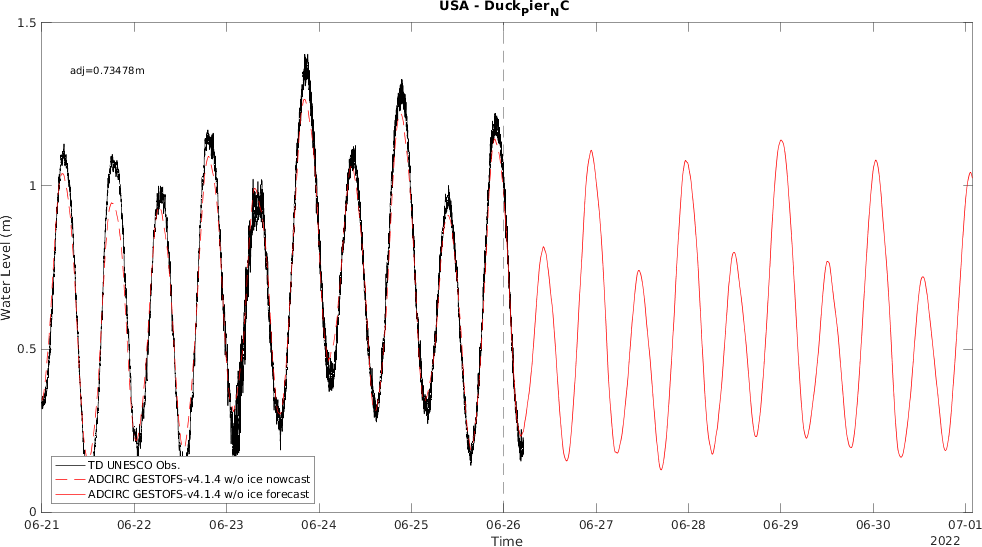 USA - Duck_Pier_NC
1.5
adj=0.73478m
1
0.5
0
Water Level (m)
TD UNESCO Obs.
ADCIRC GESTOFS-v4.1.4 w/o ice nowcast
ADCIRC GESTOFS-v4.1.4 w/o ice forecast
06-21 06-22 06-23 06-24 06-25 06-26 06-27 06-28 06-29 06-30 07-01
Time
2022